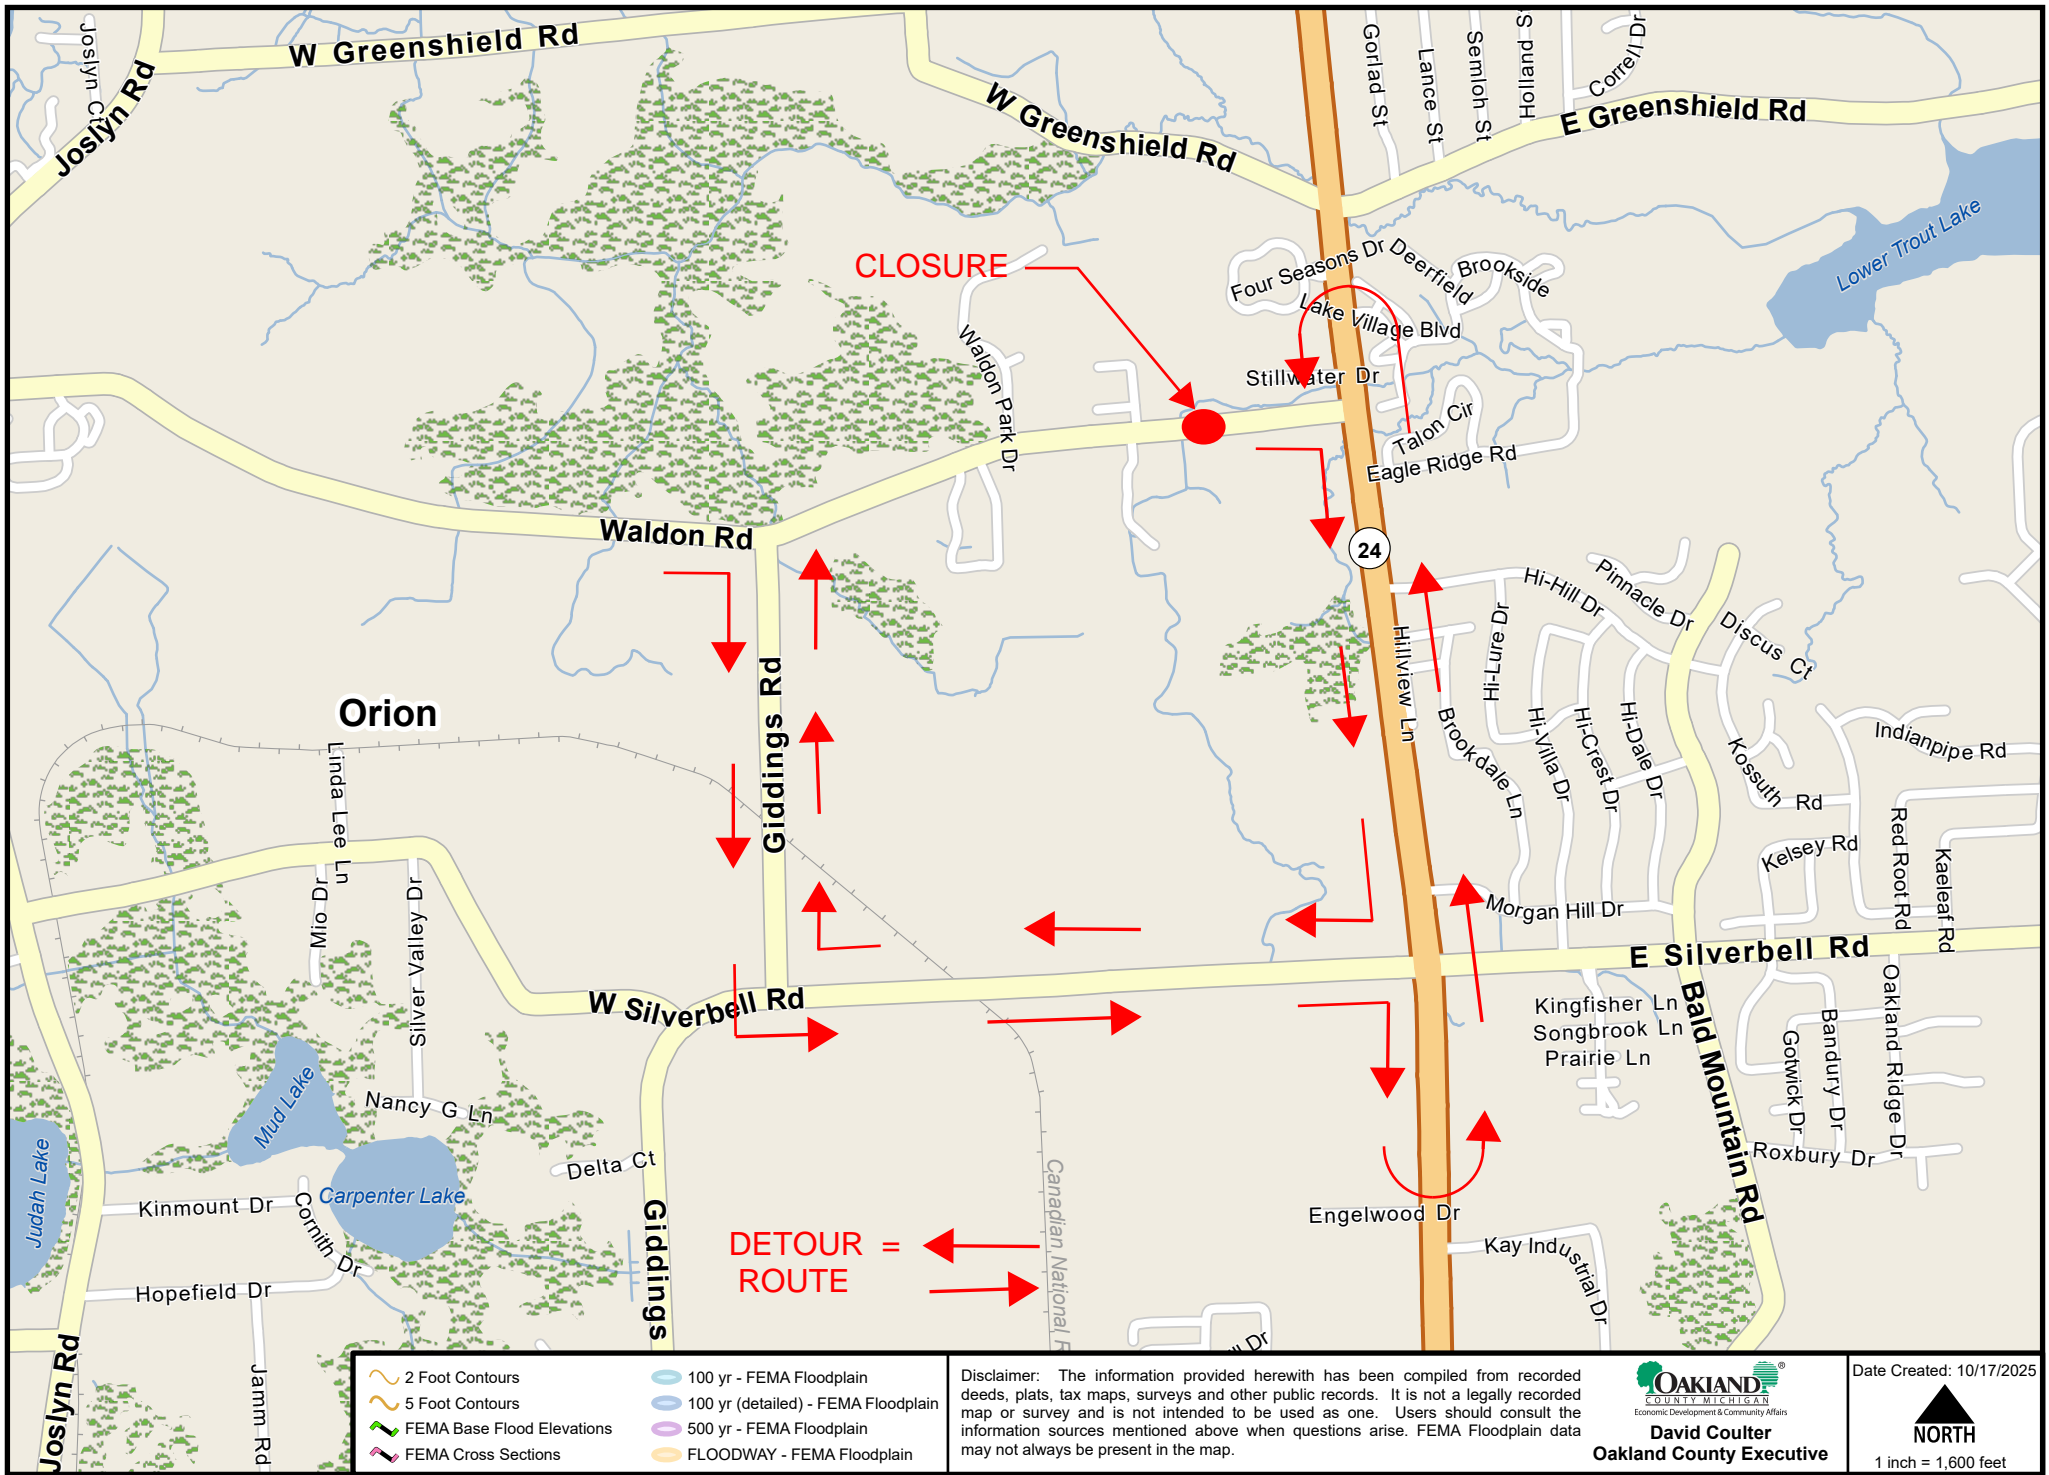 Joslyn Ct
Joslyn Rd
W Greenshield Rd
W Greenshield Rd
Gorlad St
Lance St
Semloh St
Holland S
Correll Dr
E Greenshield Rd
Lower Trout Lake
CLOSURE
Four Seasons Dr
Deerfield
Brookside
Lake Village Blvd
Stillwater Dr
Talon Cir
Eagle Ridge Rd
Waldon Park Dr
Waldon Rd
24
Hi-Hill Dr
Pinnacle Dr
Discus Ct
Hi-Lure Dr
Hillview Ln
Brookdale Ln
Hi-Villa Dr
Hi-Crest Dr
Hi-Dale Dr
Kossuth Rd
Indianpipe Rd
Kelsey Rd
Red Root Rd
Kaeleaf Rd
Giddings Rd
Orion
Linda Lee Ln
Mio Dr
Silver Valley Dr
Morgan Hill Dr
E Silverbell Rd
W Silverbell Rd
Kingfisher Ln
Songbrook Ln
Prairie Ln
Bald Mountain Rd
Gotwick Dr
Bandury Dr
Oakland Ridge Dr
Roxbury Dr
Mud Lake
Nancy G Ln
Judah Lake
Carpenter Lake
Delta Ct
Kinmount Dr
Cornith Dr
Hopefield Dr
Giddings
Engelwood Dr
Kay Industrial Dr
Canadian National R
DETOUR =
ROUTE
Joslyn Rd
Jamm Rd
ill Dr
2 Foot Contours
5 Foot Contours
FEMA Base Flood Elevations
FEMA Cross Sections
100 yr - FEMA Floodplain
100 yr (detailed) - FEMA Floodplain
500 yr - FEMA Floodplain
FLOODWAY - FEMA Floodplain
Disclaimer: The information provided herewith has been compiled from recorded
deeds, plats, tax maps, surveys and other public records. It is not a legally recorded
map or survey and is not intended to be used as one. Users should consult the
information sources mentioned above when questions arise. FEMA Floodplain data
may not always be present in the map.
OAKLAND®
COUNTY MICHIGAN
Economic Development & Community Affairs
David Coulter
Oakland County Executive
Date Created: 10/17/2025
NORTH
1 inch = 1,600 feet